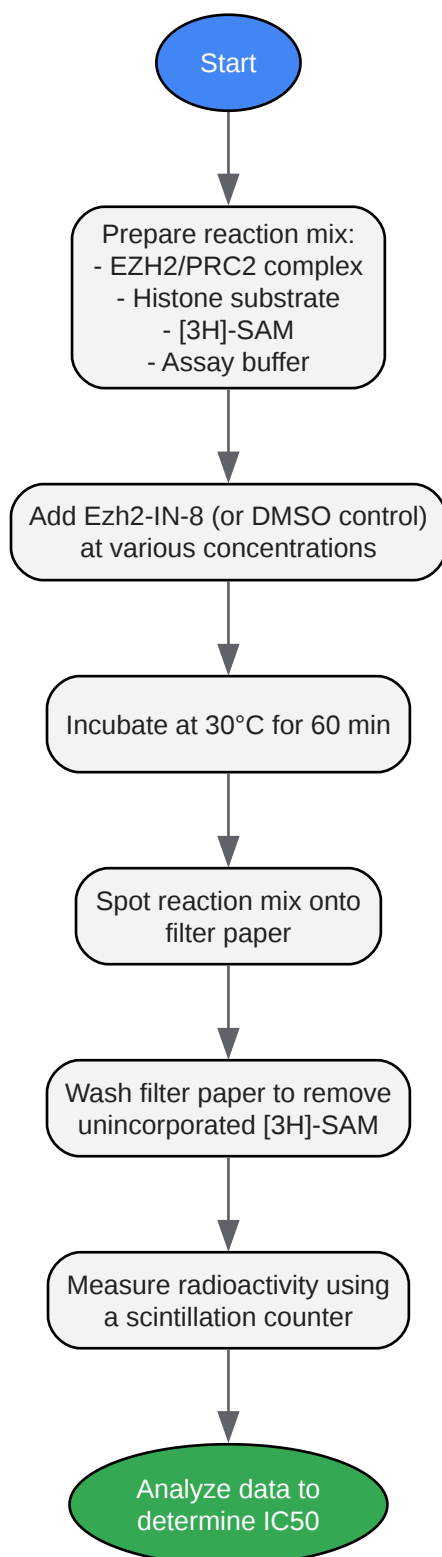 Start
Prepare reaction mix:
- EZH2/PRC2 complex
- Histone substrate
- [3H]-SAM
- Assay buffer
Add Ezh2-IN-8 (or DMSO control)
at various concentrations
Incubate at 30°C for 60 min
Spot reaction mix onto
filter paper
Wash filter paper to remove
unincorporated [3H]-SAM
Measure radioactivity using
a scintillation counter
Analyze data to
determine IC50